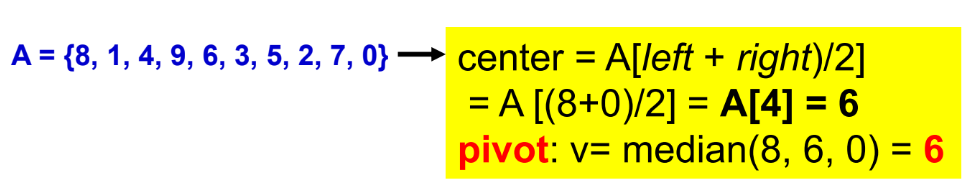 A = {8, 1, 4, 9, 6, 3, 5, 2, 7, 0}
center = A[left + right)/2]
= A [(8+0)/2] = A[4] = 6
pivot: v= median(8, 6, 0) = 6